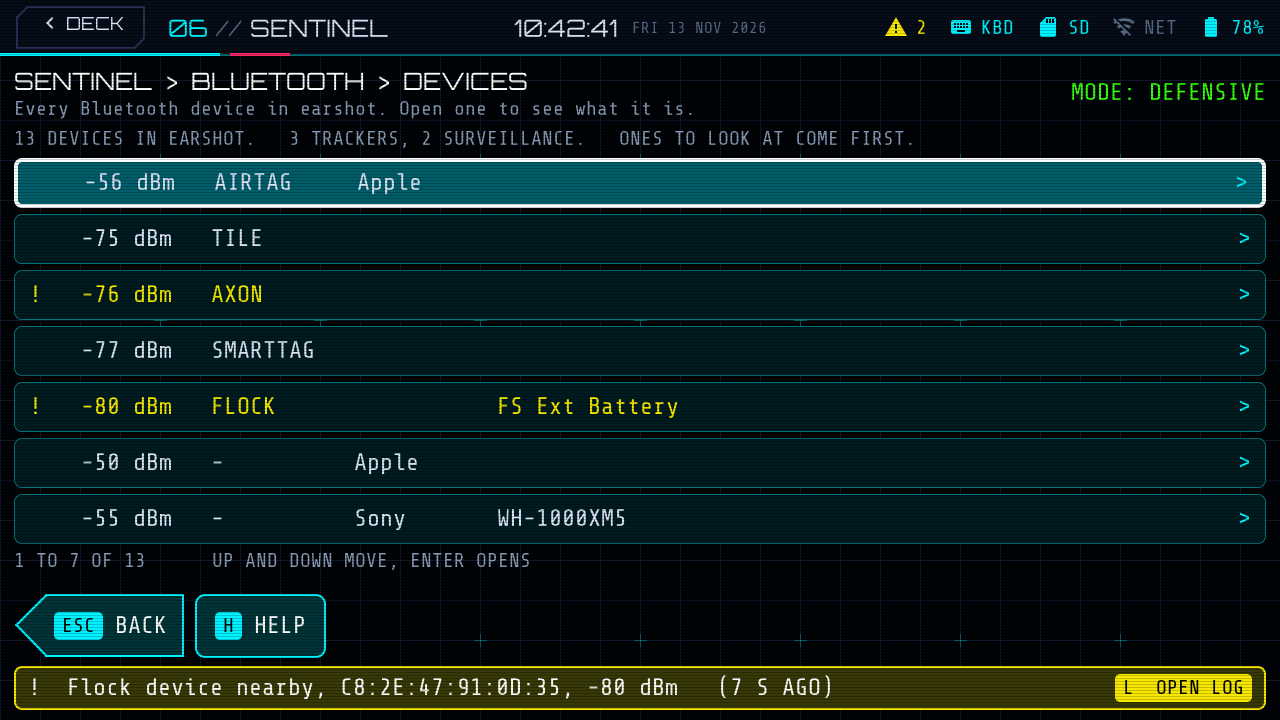 < DECK 06 // SENTINEL 10:42:41 FRI 13 NOV 2026 2 KBD SD NET 78%
SENTINEL > BLUETOOTH > DEVICES
Every Bluetooth device in earshot. Open one to see what it is.
MODE: DEFENSIVE
13 DEVICES IN EARSHOT. 3 TRACKERS, 2 SURVEILLANCE. ONES TO LOOK AT COME FIRST.
-56 dBm AIRTAG Apple >
-75 dBm TILE >
! -76 dBm AXON >
-77 dBm SMARTTAG >
! -80 dBm FLOCK FS Ext Battery >
-50 dBm - Apple >
-55 dBm - Sony WH-1000XM5 >
1 TO 7 OF 13 UP AND DOWN MOVE, ENTER OPENS
ESC BACK H HELP
! Flock device nearby, C8:2E:47:91:0D:35, -80 dBm (7 S AGO) L OPEN LOG